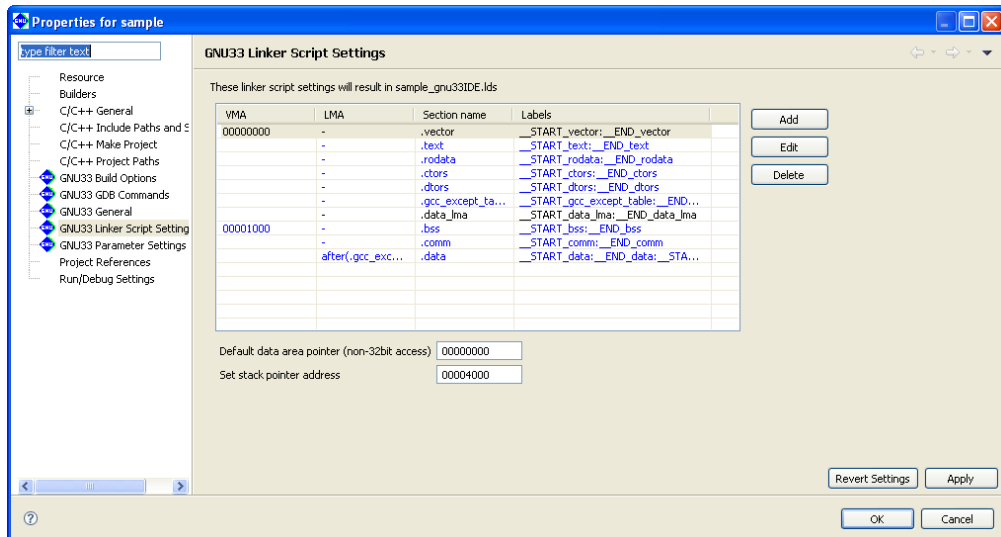 Properties for sample
type filter text
GNU33 Linker Script Settings
Resource
Builders
C/C++ General
C/C++ Include Paths and S
C/C++ Make Project
C/C++ Project Paths
GNU33 Build Options
GNU33 GDB Commands
GNU33 General
GNU33 Linker Script Setting
GNU33 Parameter Settings
Project References
Run/Debug Settings
These linker script settings will result in sample_gnu33IDE.lds
VMA LMA Section name Labels
00000000 - .vector __START_vector:__END_vector
- .text __START_text:__END_text
- .rodata __START_rodata:__END_rodata
- .ctors __START_ctors:__END_ctors
- .dtors __START_dtors:__END_dtors
- .gcc_except_ta... __START_gcc_except_table:__END...
- .data_lma __START_data_lma:__END_data_lma
00001000 - .bss __START_bss:__END_bss
- .comm __START_comm:__END_comm
after(.gcc_exc... .data __START_data:__END_data:__STA...
Add
Edit
Delete
Default data area pointer (non-32bit access) 00000000
Set stack pointer address 00004000
Revert Settings Apply
OK Cancel